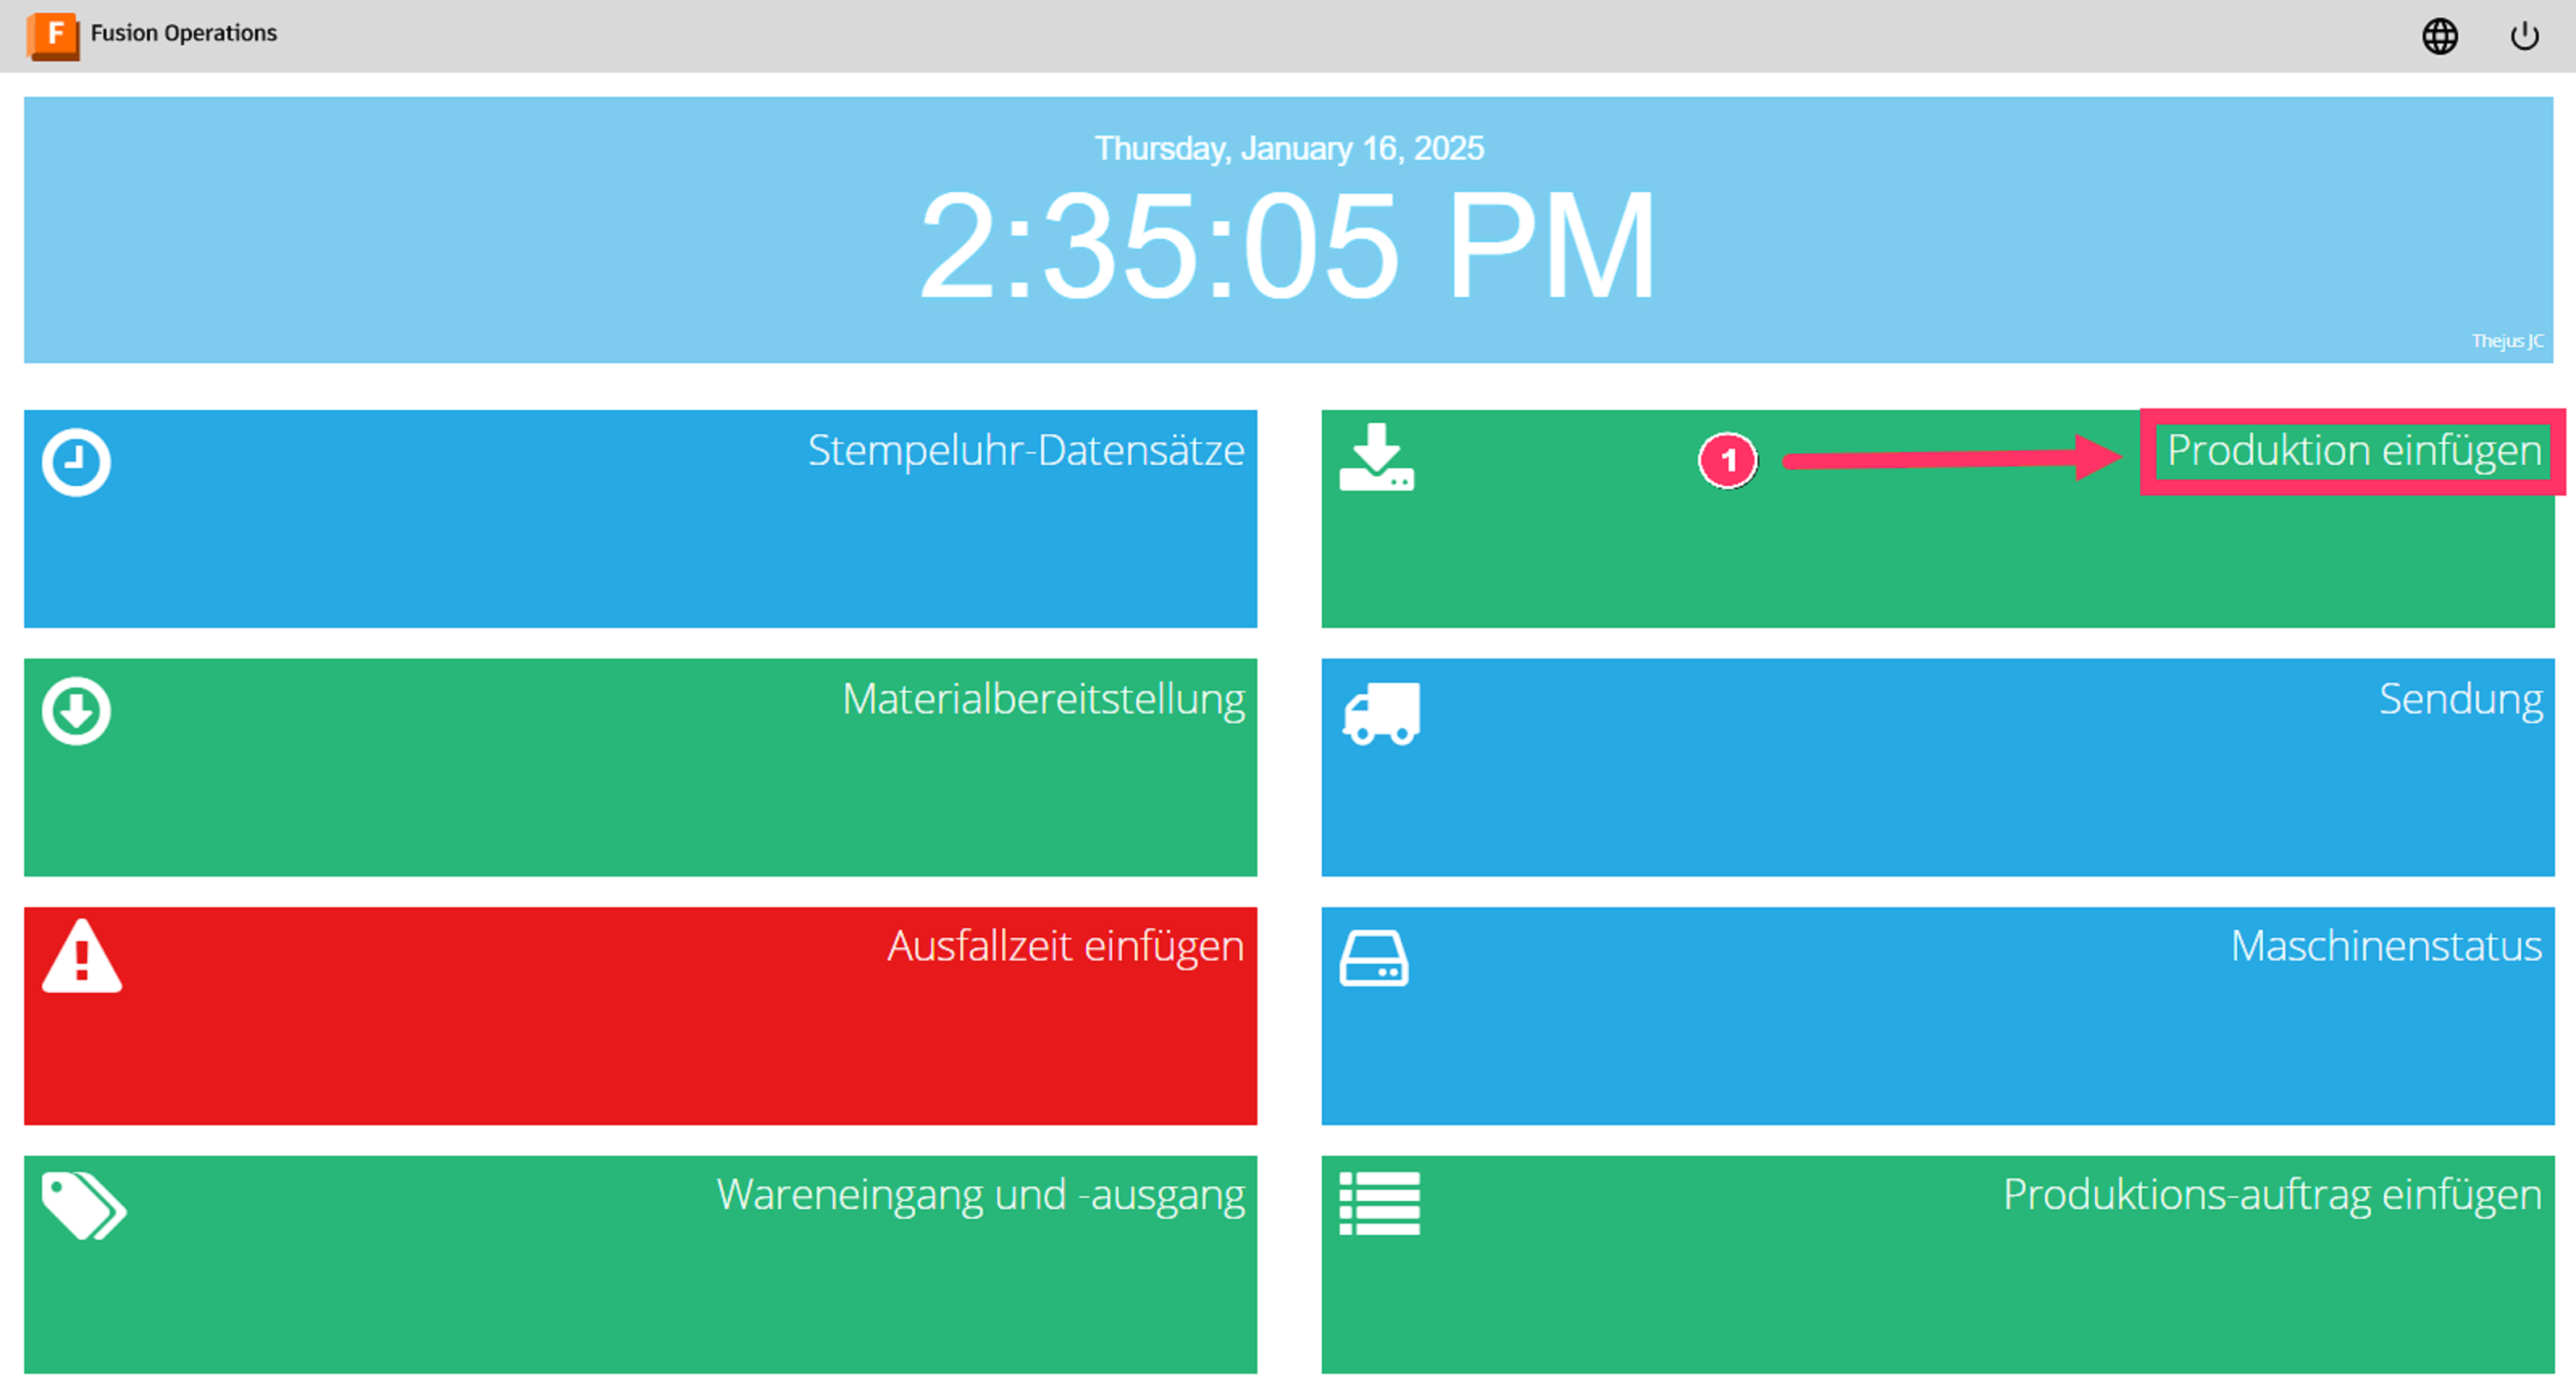 F Fusion Operations
Thursday, January 16, 2025
2:35:05 PM
Thejus JC
Stempeluhr-Datensätze
1 Produktion einfügen
Materialbereitstellung
Sendung
Ausfallzeit einfügen
Maschinenstatus
Wareneingang und -ausgang
Produktions-auftrag einfügen